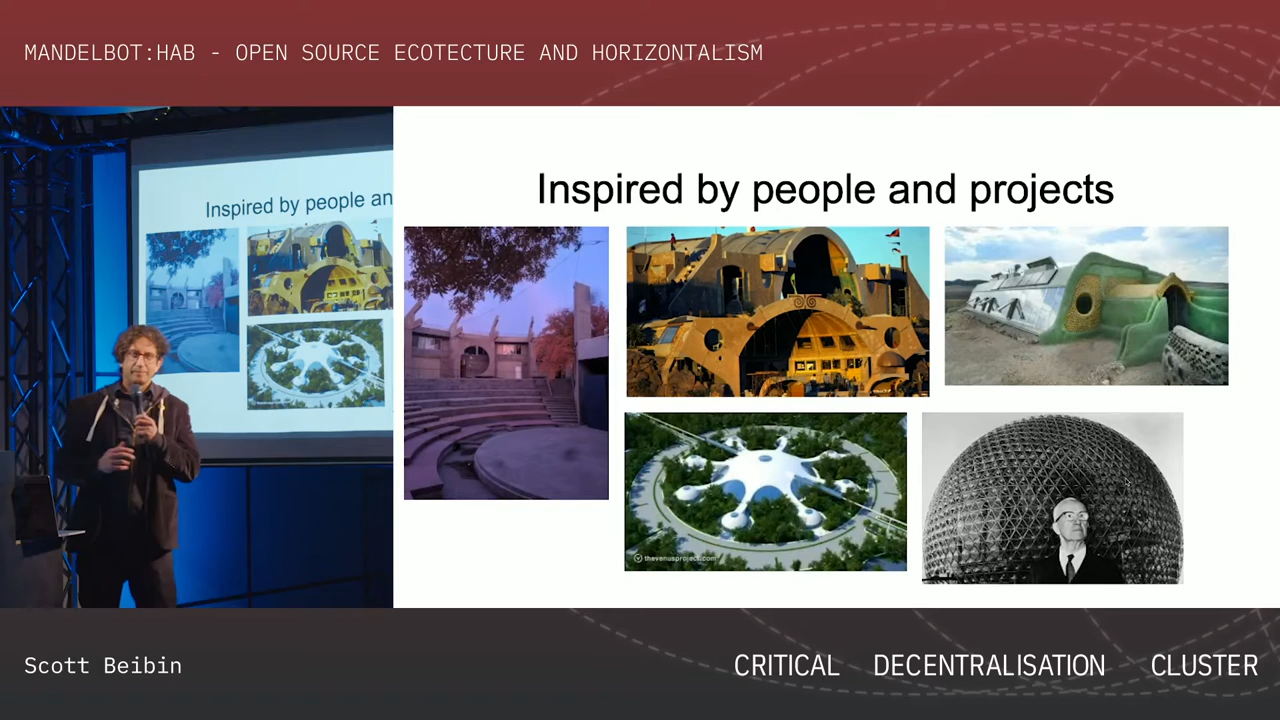 MANDELBOT:HAB - OPEN SOURCE ECOTECTURE AND HORIZONTALISM
Inspired by people an
Inspired by people and projects
thevenusproject.com
Scott Beibin
CRITICAL DECENTRALISATION CLUSTER